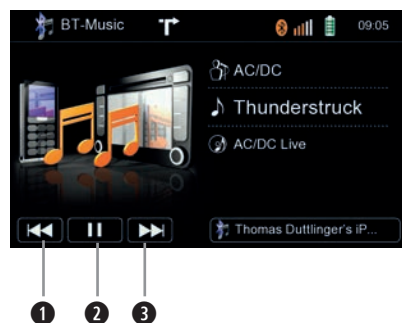 BT-Music 09:05
AC/DC
Thunderstruck
AC/DC Live
Thomas Duttlinger's iP...
1 2 3